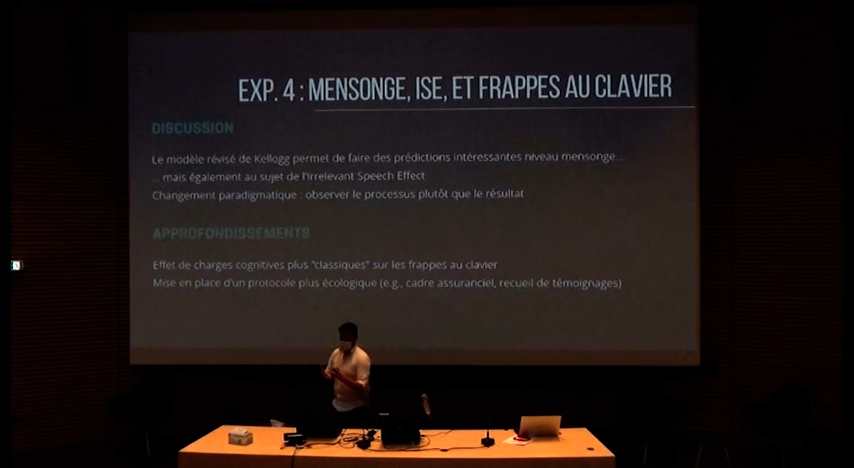 EXP. 4 : MENSONGE, ISE, ET FRAPPES AU CLAVIER
DISCUSSION
Le modèle révisé de Kellogg permet de faire des prédictions intéressantes niveau mensonge...
... mais également au sujet de l'Irrelevant Speech Effect
Changement paradigmatique : observer le processus plutôt que le résultat
APPROFONDISSEMENTS
Effet de charges cognitives plus "classiques" sur les frappes au clavier
Mise en place d'un protocole plus écologique (e.g., cadre assuranciel, recueil de témoignages)